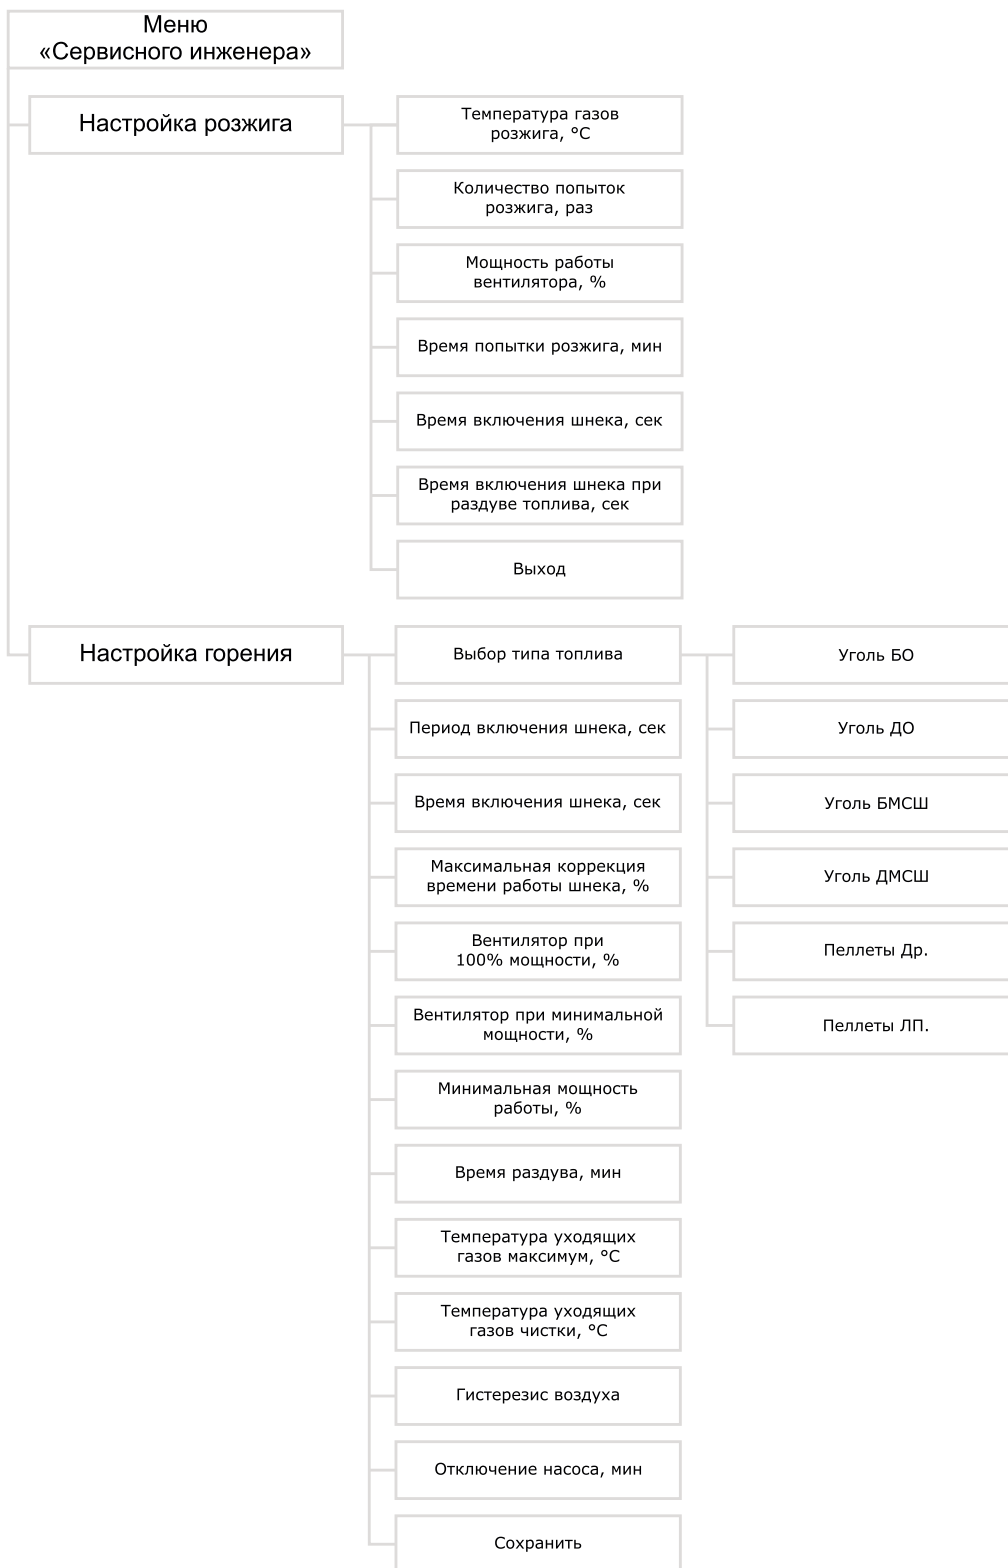 Меню
«Сервисного инженера»
Настройка розжига
Температура газов
розжига, °С
Количество попыток
розжига, раз
Мощность работы
вентилятора, %
Время попытки розжига, мин
Время включения шнека, сек
Время включения шнека при
раздуве топлива, сек
Выход
Настройка горения
Выбор типа топлива
Период включения шнека, сек
Время включения шнека, сек
Максимальная коррекция
времени работы шнека, %
Вентилятор при
100% мощности, %
Вентилятор при минимальной
мощности, %
Минимальная мощность
работы, %
Время раздува, мин
Температура уходящих
газов максимум, °С
Температура уходящих
газов чистки, °С
Гистерезис воздуха
Отключение насоса, мин
Сохранить
Уголь БО
Уголь ДО
Уголь БМСШ
Уголь ДМСШ
Пеллеты Др.
Пеллеты ЛП.